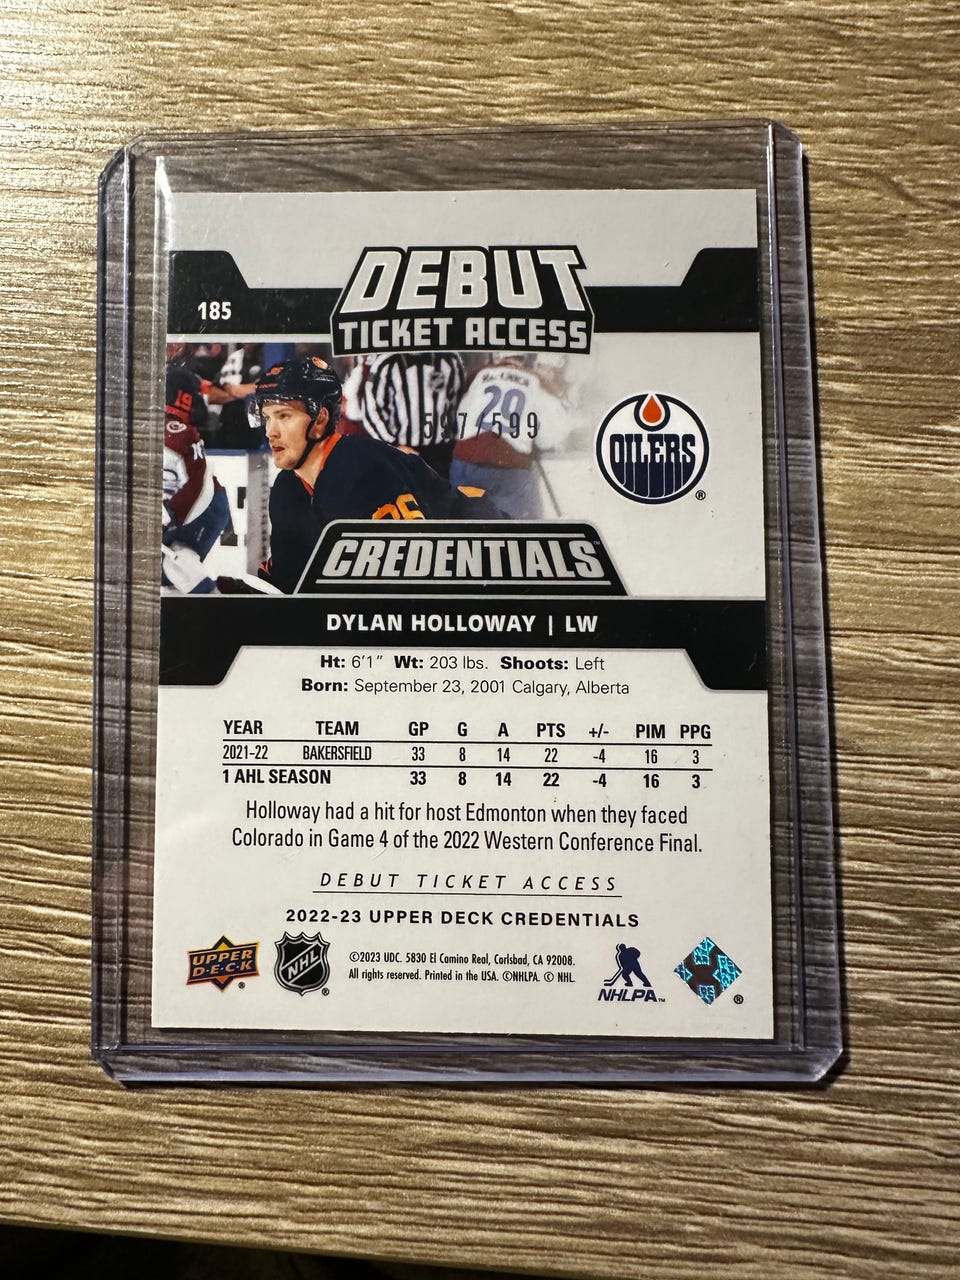 DEBUT
TICKET ACCESS
185
19
29
597/599
OILERS
®
CREDENTIALS™
DYLAN HOLLOWAY | LW
Ht: 6'1" Wt: 203 lbs. Shoots: Left
Born: September 23, 2001 Calgary, Alberta
YEAR TEAM GP G A PTS +/- PIM PPG
2021-22 BAKERSFIELD 33 8 14 22 -4 16 3
1 AHL SEASON 33 8 14 22 -4 16 3
Holloway had a hit for host Edmonton when they faced
Colorado in Game 4 of the 2022 Western Conference Final.
DEBUT TICKET ACCESS
2022-23 UPPER DECK CREDENTIALS
UPPER
D·E·C·K
®
NHL
®
©2023 UDC. 5830 El Camino Real, Carlsbad, CA 92008.
All rights reserved. Printed in the USA. ©NHLPA. © NHL.
NHLPA™
®